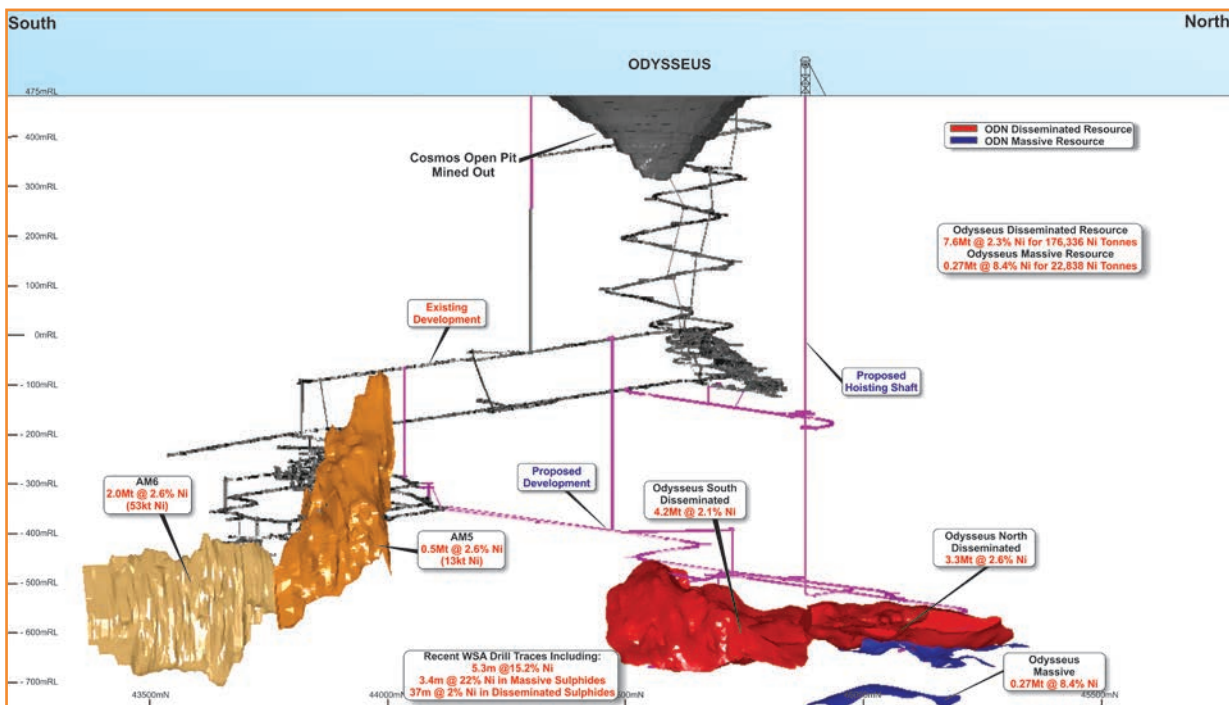 South
North
ODYSSEUS
475mRL
400mRL
300mRL
200mRL
100mRL
0mRL
- 100mRL
- 200mRL
- 300mRL
- 400mRL
- 500mRL
- 600mRL
- 700mRL
Cosmos Open Pit
Mined Out
ODN Disseminated Resource
ODN Massive Resource
Odysseus Disseminated Resource
7.6Mt @ 2.3% Ni for 176,336 Ni Tonnes
Odysseus Massive Resource
0.27Mt @ 8.4% Ni for 22,838 Ni Tonnes
Existing
Development
Proposed
Hoisting Shaft
AM6
2.0Mt @ 2.6% Ni
(53kt Ni)
Proposed
Development
Odysseus South
Disseminated
4.2Mt @ 2.1% Ni
AM5
0.5Mt @ 2.6% Ni
(13kt Ni)
Odysseus North
Disseminated
3.3Mt @ 2.6% Ni
Recent WSA Drill Traces Including:
5.3m @15.2% Ni
3.4m @ 22% Ni in Massive Sulphides
37m @ 2% Ni in Disseminated Sulphides
Odysseus
Massive
0.27Mt @ 8.4% Ni
43500mN
44000mN
45500mN